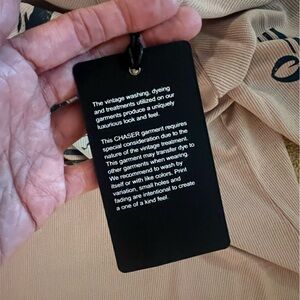 The vintage washing, dyeing
and treatments utilized on our
garments produce a uniquely
luxurious look and feel.
This CHASER garment requires
special consideration due to the
nature of the vintage treatment.
This garment may transfer dye to
other garments when wearing.
We recommend to wash by
itself or with like colors. Print
variation, small holes and
fading are intentional to create
a one of a kind feel.